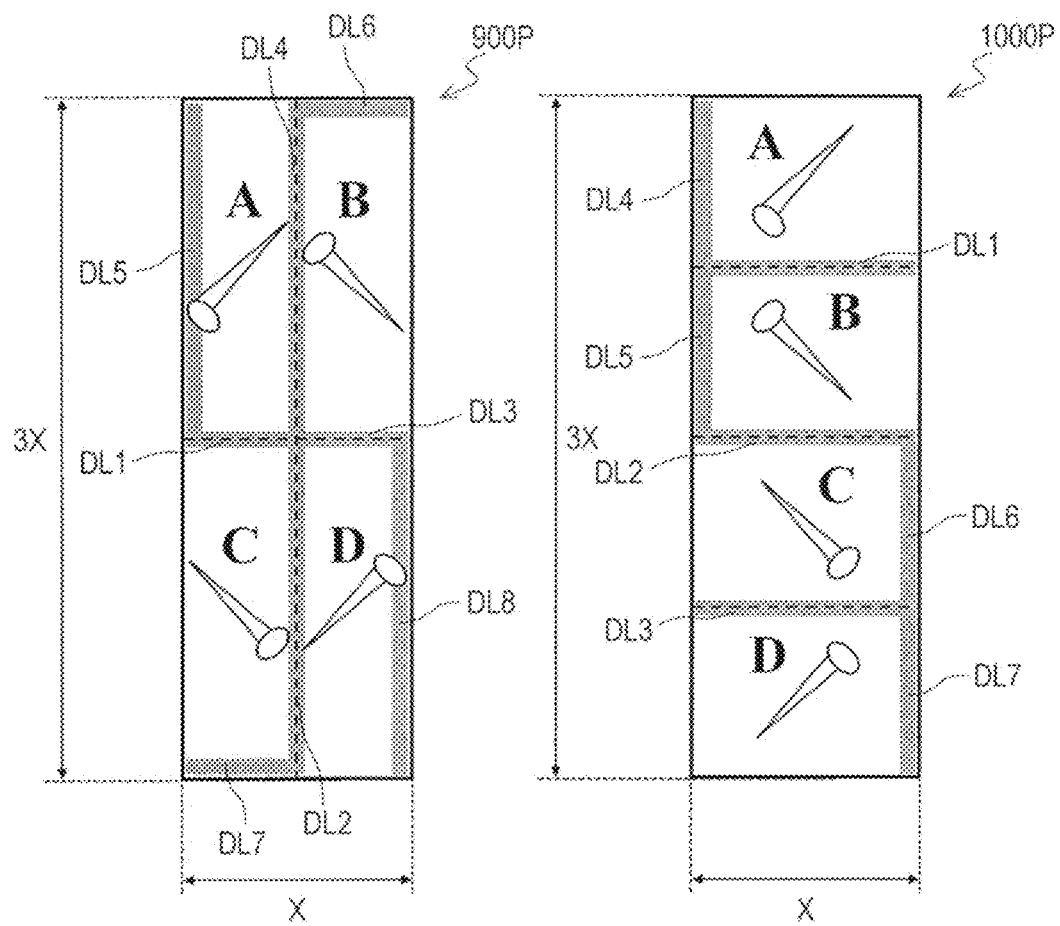 DL4
DL6
900P
A
B
DL5
3X
DL3
DL1
C
D
DL8
DL7
DL2
X
1000P
A
DL4
DL1
B
DL5
3X
DL2
C
DL6
DL3
D
DL7
X